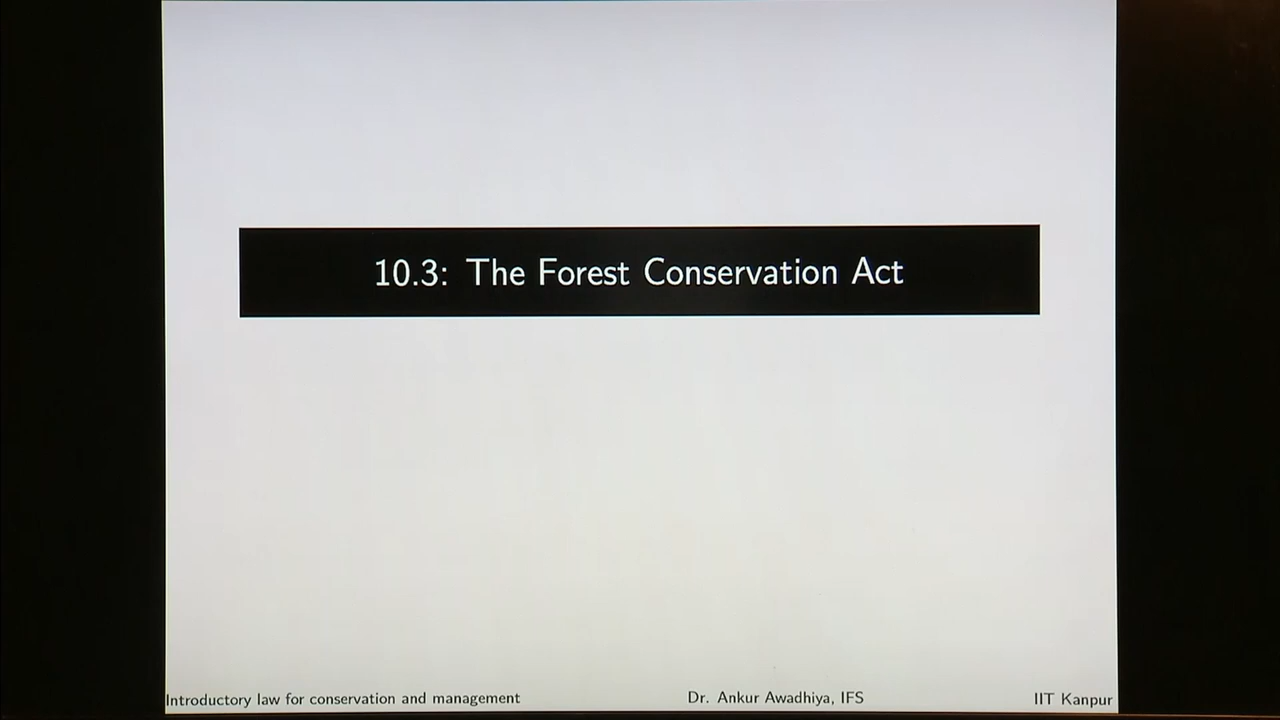 10.3: The Forest Conservation Act
Introductory law for conservation and management Dr. Ankur Awadhiya, IFS IIT Kanpur